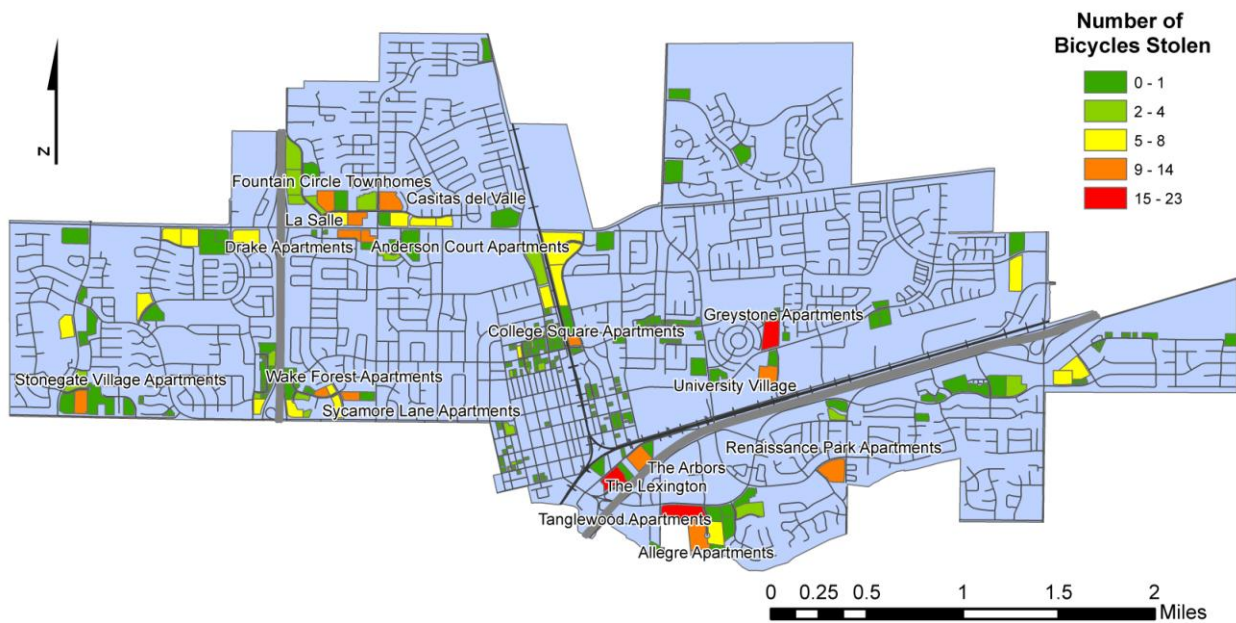 Number of
Bicycles Stolen
0 - 1
2 - 4
5 - 8
9 - 14
15 - 23
N
Fountain Circle Townhomes
Casitas del Valle
La Salle
Drake Apartments
Anderson Court Apartments
Greystone Apartments
College Square Apartments
Stonegate Village Apartments
Wake Forest Apartments
University Village
Sycamore Lane Apartments
Renaissance Park Apartments
The Arbors
The Lexington
Tanglewood Apartments
Allegre Apartments
0 0.25 0.5 1 1.5 2
Miles